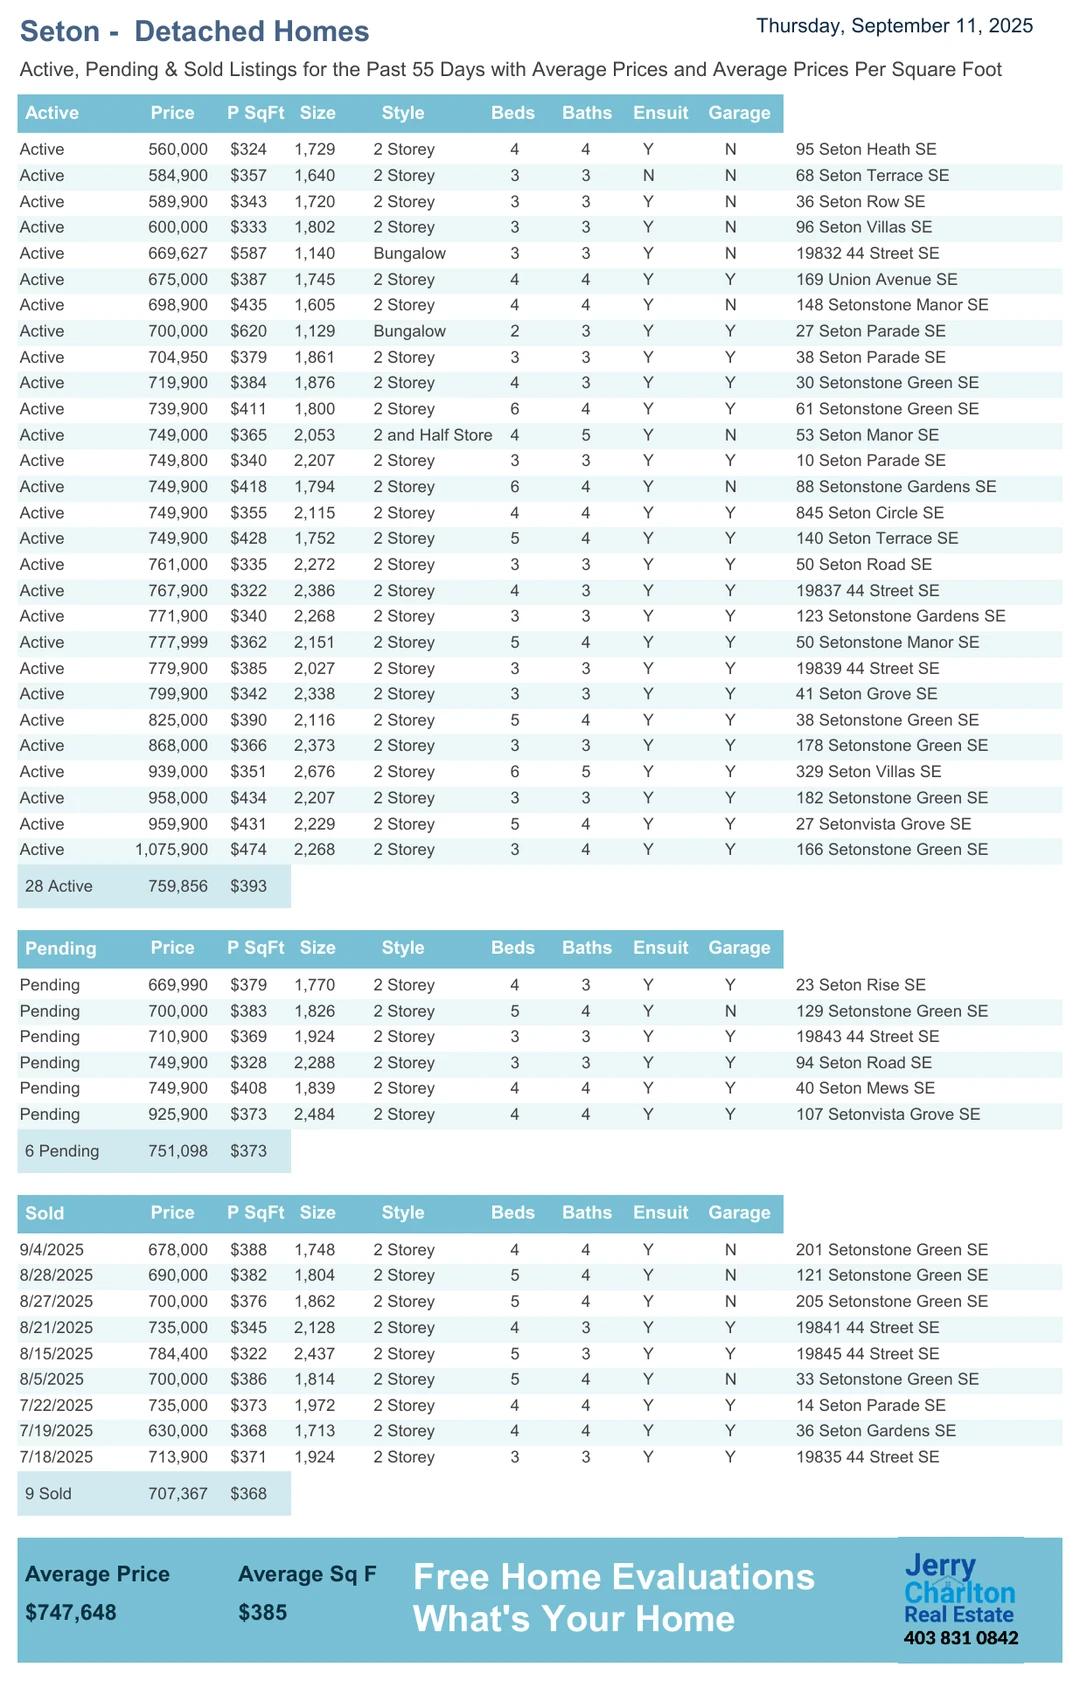 Seton -  Detached Homes
Thursday, September 11, 2025
Active, Pending & Sold Listings for the Past 55 Days with Average Prices and Average Prices Per Square Foot
Active Price P SqFt Size Style Beds Baths Ensuit Garage
Active 560,000 $324 1,729 2 Storey 4 4 Y N 95 Seton Heath SE
Active 584,900 $357 1,640 2 Storey 3 3 N N 68 Seton Terrace SE
Active 589,900 $343 1,720 2 Storey 3 3 Y N 36 Seton Row SE
Active 600,000 $333 1,802 2 Storey 3 3 Y N 96 Seton Villas SE
Active 669,627 $587 1,140 Bungalow 3 3 Y N 19832 44 Street SE
Active 675,000 $387 1,745 2 Storey 4 4 Y Y 169 Union Avenue SE
Active 698,900 $435 1,605 2 Storey 4 4 Y N 148 Setonstone Manor SE
Active 700,000 $620 1,129 Bungalow 2 3 Y Y 27 Seton Parade SE
Active 704,950 $379 1,861 2 Storey 3 3 Y Y 38 Seton Parade SE
Active 719,900 $384 1,876 2 Storey 4 3 Y Y 30 Setonstone Green SE
Active 739,900 $411 1,800 2 Storey 6 4 Y Y 61 Setonstone Green SE
Active 749,000 $365 2,053 2 and Half Store 4 5 Y N 53 Seton Manor SE
Active 749,800 $340 2,207 2 Storey 3 3 Y Y 10 Seton Parade SE
Active 749,900 $418 1,794 2 Storey 6 4 Y N 88 Setonstone Gardens SE
Active 749,900 $355 2,115 2 Storey 4 4 Y Y 845 Seton Circle SE
Active 749,900 $428 1,752 2 Storey 5 4 Y Y 140 Seton Terrace SE
Active 761,000 $335 2,272 2 Storey 3 3 Y Y 50 Seton Road SE
Active 767,900 $322 2,386 2 Storey 4 3 Y Y 19837 44 Street SE
Active 771,900 $340 2,268 2 Storey 3 3 Y Y 123 Setonstone Gardens SE
Active 777,999 $362 2,151 2 Storey 5 4 Y Y 50 Setonstone Manor SE
Active 779,900 $385 2,027 2 Storey 3 3 Y Y 19839 44 Street SE
Active 799,900 $342 2,338 2 Storey 3 3 Y Y 41 Seton Grove SE
Active 825,000 $390 2,116 2 Storey 5 4 Y Y 38 Setonstone Green SE
Active 868,000 $366 2,373 2 Storey 3 3 Y Y 178 Setonstone Green SE
Active 939,000 $351 2,676 2 Storey 6 5 Y Y 329 Seton Villas SE
Active 958,000 $434 2,207 2 Storey 3 3 Y Y 182 Setonstone Green SE
Active 959,900 $431 2,229 2 Storey 5 4 Y Y 27 Setonvista Grove SE
Active 1,075,900 $474 2,268 2 Storey 3 4 Y Y 166 Setonstone Green SE
28 Active 759,856 $393
Pending Price P SqFt Size Style Beds Baths Ensuit Garage
Pending 669,990 $379 1,770 2 Storey 4 3 Y Y 23 Seton Rise SE
Pending 700,000 $383 1,826 2 Storey 5 4 Y N 129 Setonstone Green SE
Pending 710,900 $369 1,924 2 Storey 3 3 Y Y 19843 44 Street SE
Pending 749,900 $328 2,288 2 Storey 3 3 Y Y 94 Seton Road SE
Pending 749,900 $408 1,839 2 Storey 4 4 Y Y 40 Seton Mews SE
Pending 925,900 $373 2,484 2 Storey 4 4 Y Y 107 Setonvista Grove SE
6 Pending 751,098 $373
Sold Price P SqFt Size Style Beds Baths Ensuit Garage
9/4/2025 678,000 $388 1,748 2 Storey 4 4 Y N 201 Setonstone Green SE
8/28/2025 690,000 $382 1,804 2 Storey 5 4 Y N 121 Setonstone Green SE
8/27/2025 700,000 $376 1,862 2 Storey 5 4 Y N 205 Setonstone Green SE
8/21/2025 735,000 $345 2,128 2 Storey 4 3 Y Y 19841 44 Street SE
8/15/2025 784,400 $322 2,437 2 Storey 5 3 Y Y 19845 44 Street SE
8/5/2025 700,000 $386 1,814 2 Storey 5 4 Y N 33 Setonstone Green SE
7/22/2025 735,000 $373 1,972 2 Storey 4 4 Y Y 14 Seton Parade SE
7/19/2025 630,000 $368 1,713 2 Storey 4 4 Y Y 36 Seton Gardens SE
7/18/2025 713,900 $371 1,924 2 Storey 3 3 Y Y 19835 44 Street SE
9 Sold 707,367 $368
Average Price Average Sq F
$747,648 $385
Free Home Evaluations
What's Your Home
Jerry
Charlton
Real Estate
403 831 0842